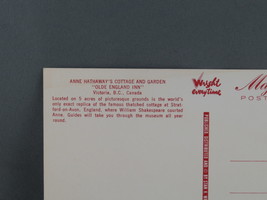 ANNE HATHAWAY'S COTTAGE AND GARDEN
"OLDE ENGLAND INN"
Victoria, B.C., Canada
Located on 5 acres of picturesque grounds is the world's
only exact replica of the famous thatched cottage at Strat-
ford-on-Avon, England, where William Shakespeare courted
Anne. Guides will take you through the museum all year
round.
Wright
everytime
POST